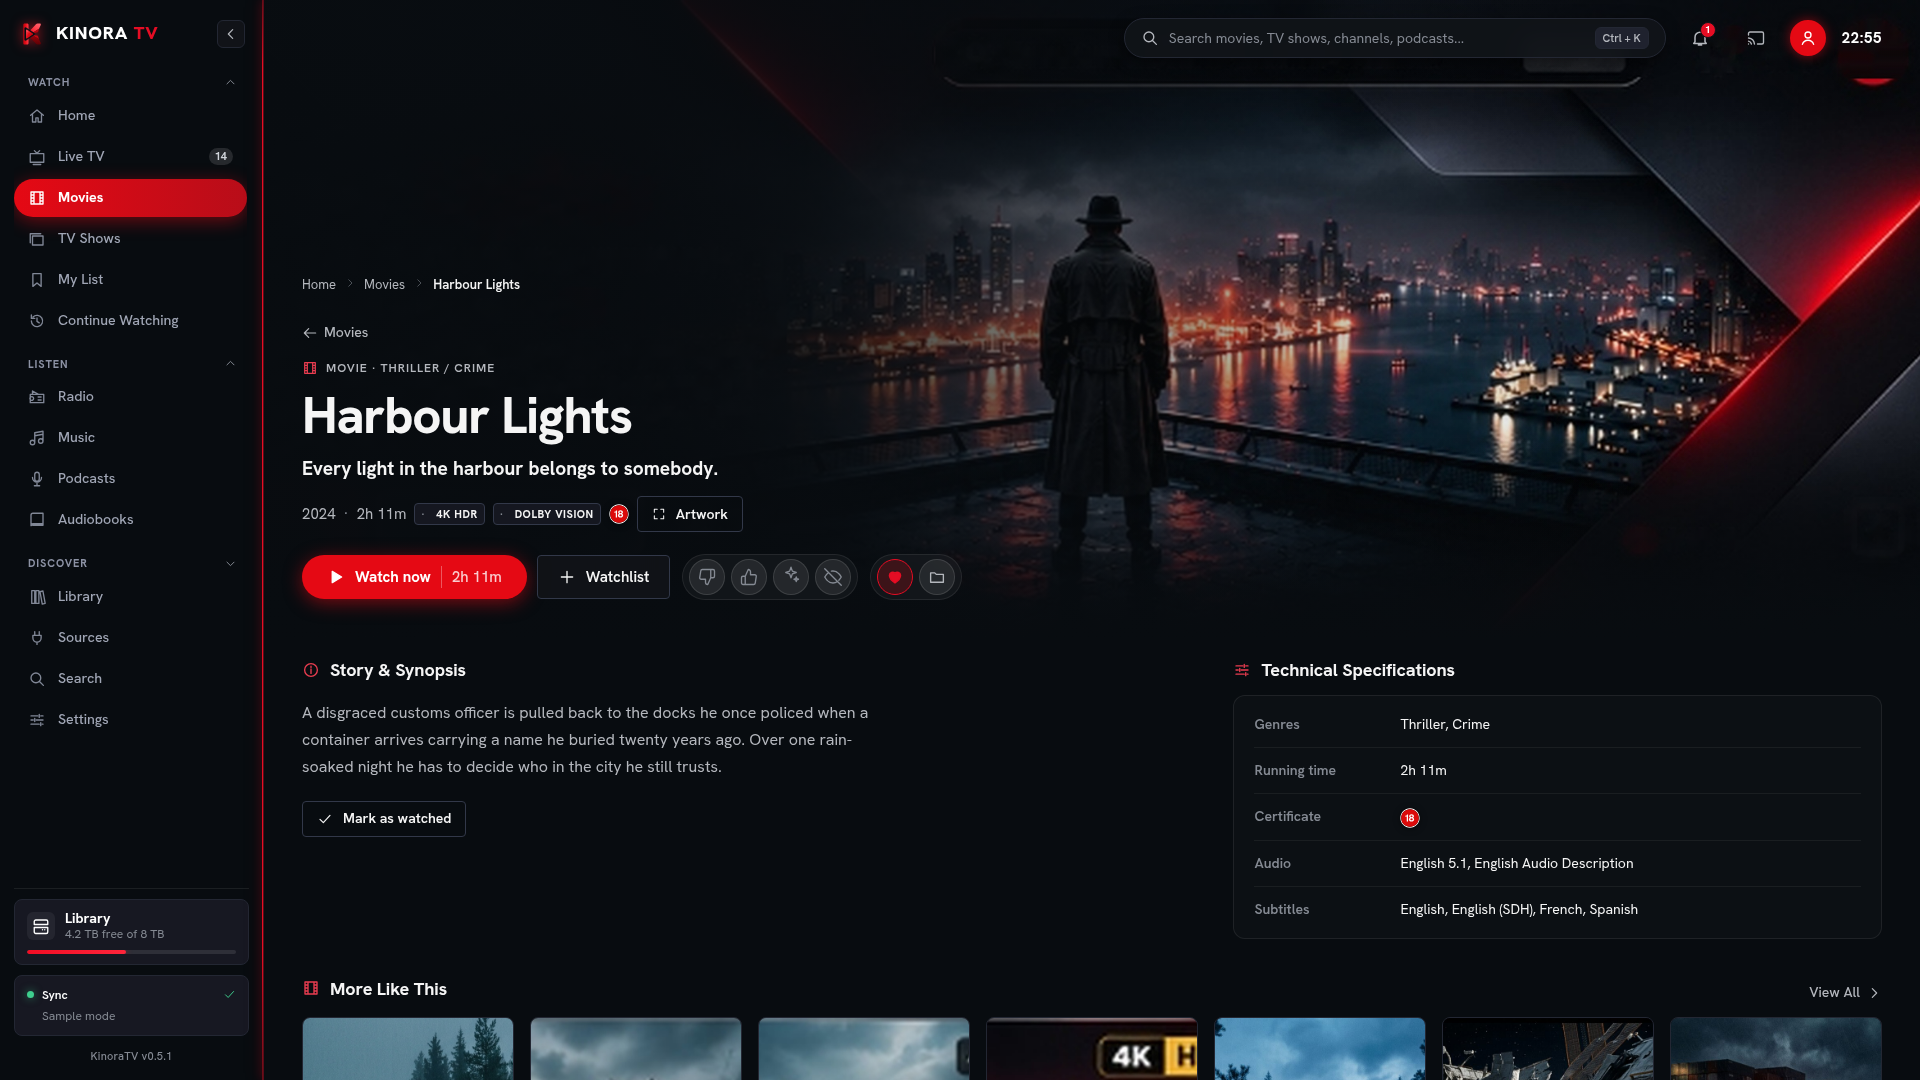 KINORA TV
Search movies, TV shows, channels, podcasts...
Ctrl + K
1
22:55
WATCH
Home
Live TV
14
Movies
TV Shows
My List
Continue Watching
LISTEN
Radio
Music
Podcasts
Audiobooks
DISCOVER
Library
Sources
Search
Settings
Library
4.2 TB free of 8 TB
Sync
Sample mode
KinoraTV v0.5.1
Home
Movies
Harbour Lights
Movies
MOVIE · THRILLER / CRIME
Harbour Lights
Every light in the harbour belongs to somebody.
2024 · 2h 11m · 4K HDR · DOLBY VISION 18 Artwork
Watch now 2h 11m
Watchlist
Story & Synopsis
A disgraced customs officer is pulled back to the docks he once policed when a
container arrives carrying a name he buried twenty years ago. Over one rain-
soaked night he has to decide who in the city he still trusts.
Mark as watched
Technical Specifications
Genres Thriller, Crime
Running time 2h 11m
Certificate 18
Audio English 5.1, English Audio Description
Subtitles English, English (SDH), French, Spanish
More Like This
View All
4K